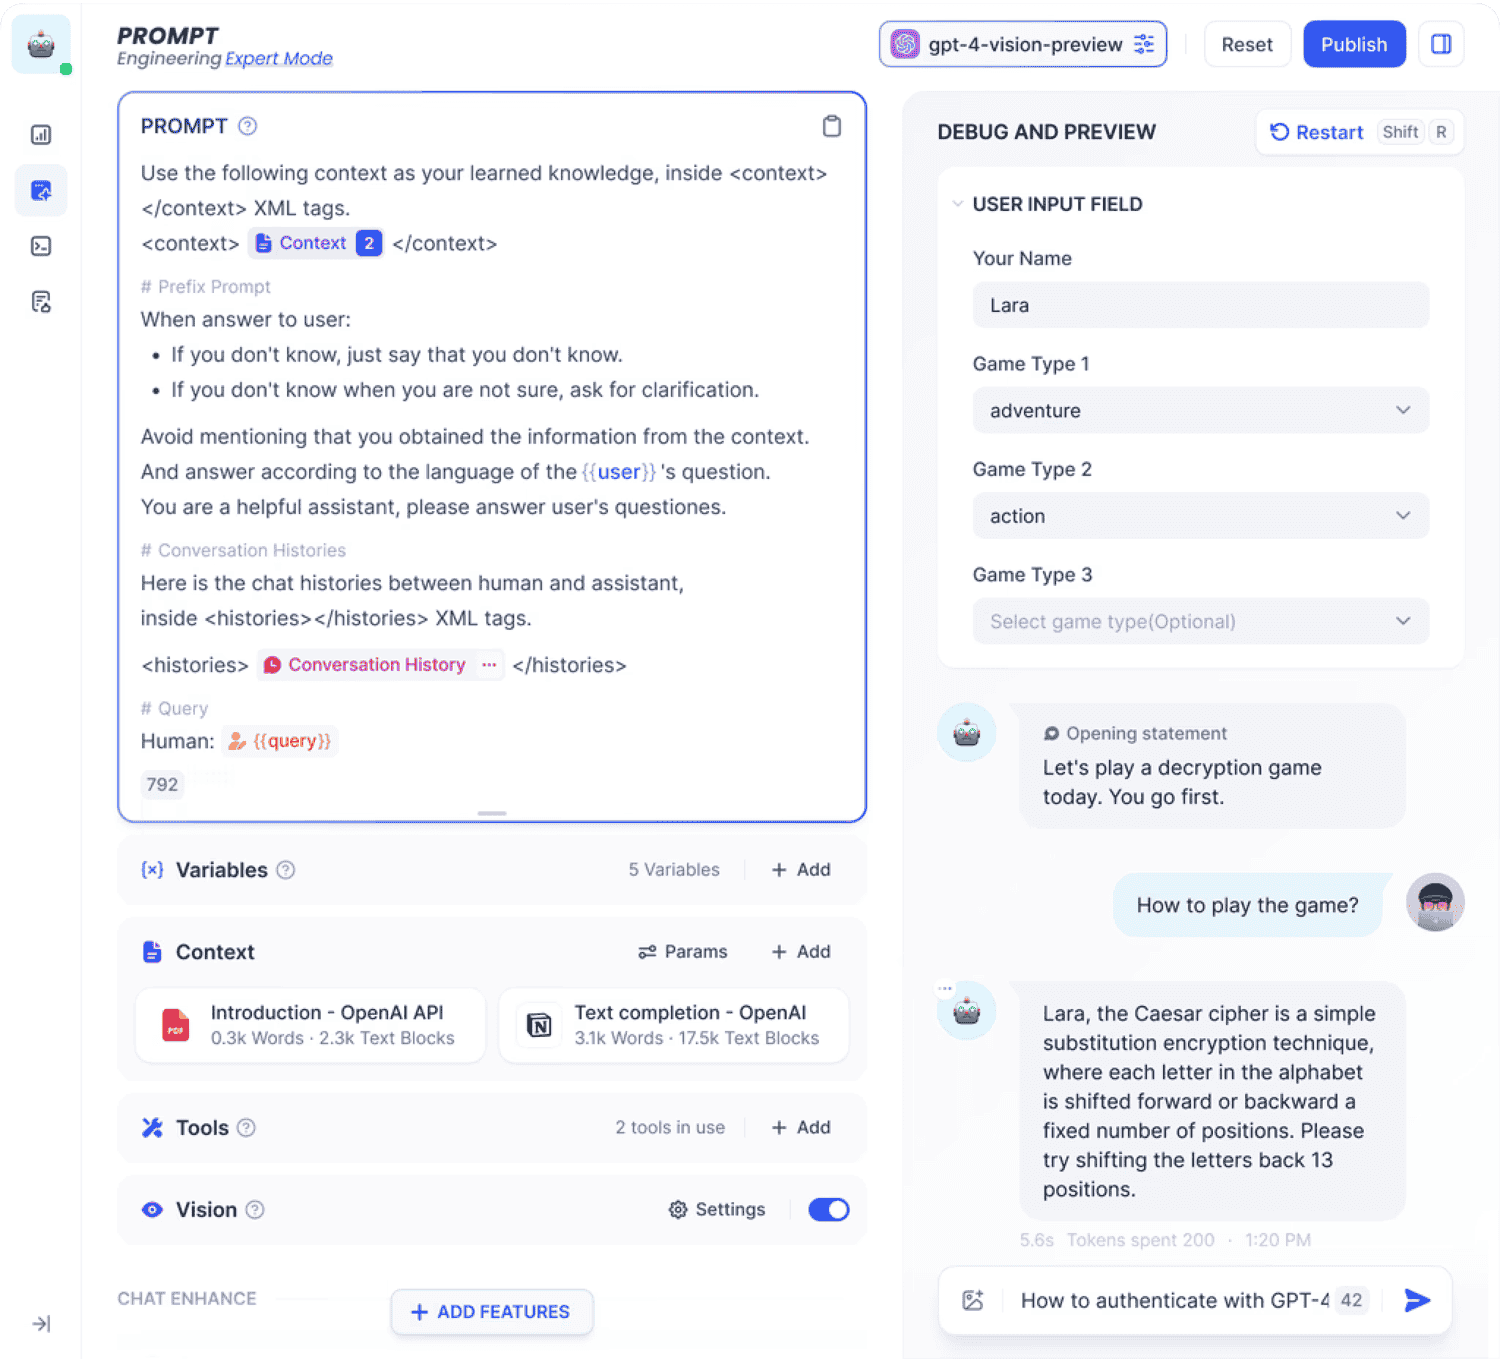 PROMPT
Engineering Expert Mode
gpt-4-vision-preview
Reset
Publish
PROMPT
Use the following context as your learned knowledge, inside <context>
</context> XML tags.
<context> Context 2 </context>
# Prefix Prompt
When answer to user:
• If you don't know, just say that you don't know.
• If you don't know when you are not sure, ask for clarification.
Avoid mentioning that you obtained the information from the context.
And answer according to the language of the {{user}} 's question.
You are a helpful assistant, please answer user's questiones.
# Conversation Histories
Here is the chat histories between human and assistant,
inside <histories></histories> XML tags.
<histories> Conversation History ··· </histories>
# Query
Human: {{query}}
792
Variables
5 Variables
+ Add
Context
Params
+ Add
Introduction - OpenAI API
0.3k Words · 2.3k Text Blocks
PDF
Text completion - OpenAI
3.1k Words · 17.5k Text Blocks
Tools
2 tools in use
+ Add
Vision
Settings
CHAT ENHANCE
+ ADD FEATURES
DEBUG AND PREVIEW
Restart Shift R
USER INPUT FIELD
Your Name
Lara
Game Type 1
adventure
Game Type 2
action
Game Type 3
Select game type(Optional)
Opening statement
Let's play a decryption game
today. You go first.
How to play the game?
Lara, the Caesar cipher is a simple
substitution encryption technique,
where each letter in the alphabet
is shifted forward or backward a
fixed number of positions. Please
try shifting the letters back 13
positions.
5.6s Tokens spent 200 · 1:20 PM
How to authenticate with GPT-4 42